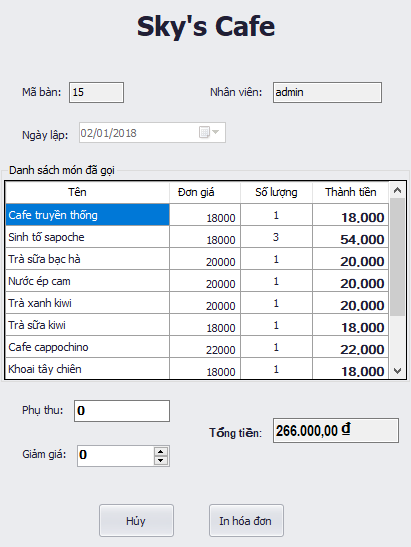 Sky's Cafe
Mã bàn: 15 Nhân viên: admin
Ngày lập: 02/01/2018
Danh sách món đã gọi
Tên Đơn giá Số lượng Thành tiền
Cafe truyền thống 18000 1 18.000
Sinh tố sapoche 18000 3 54.000
Trà sữa bạc hà 20000 1 20.000
Nước ép cam 20000 1 20.000
Trà xanh kiwi 20000 1 20.000
Trà sữa kiwi 18000 1 18.000
Cafe cappochino 22000 1 22.000
Khoai tây chiên 18000 1 18.000
Phụ thu: 0
Tổng tiền: 266.000,00 ₫
Giảm giá: 0
Hủy In hóa đơn